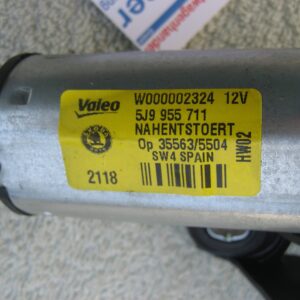 Valeo
W000002324 12V
5J9 955 711
NAHENTSTOERT
Op 35563/5504
SW4 SPAIN
HW02
2118